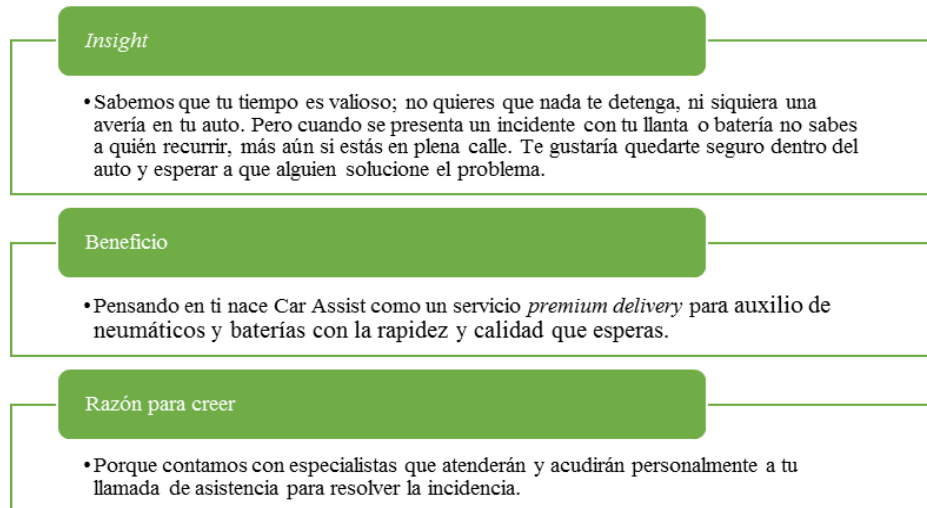 Insight
• Sabemos que tu tiempo es valioso; no quieres que nada te detenga, ni siquiera una
avería en tu auto. Pero cuando se presenta un incidente con tu llanta o batería no sabes
a quién recurrir, más aún si estás en plena calle. Te gustaría quedarte seguro dentro del
auto y esperar a que alguien solucione el problema.
Beneficio
• Pensando en ti nace Car Assist como un servicio premium delivery para auxilio de
neumáticos y baterías con la rapidez y calidad que esperas.
Razón para creer
• Porque contamos con especialistas que atenderán y acudirán personalmente a tu
llamada de asistencia para resolver la incidencia.